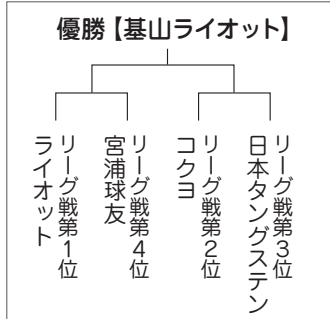 優勝【基山ライオット】
リーグ戦第1位
ライオット
リーグ戦第4位
宮浦球友
リーグ戦第2位
コクヨ
リーグ戦第3位
日本タングステン